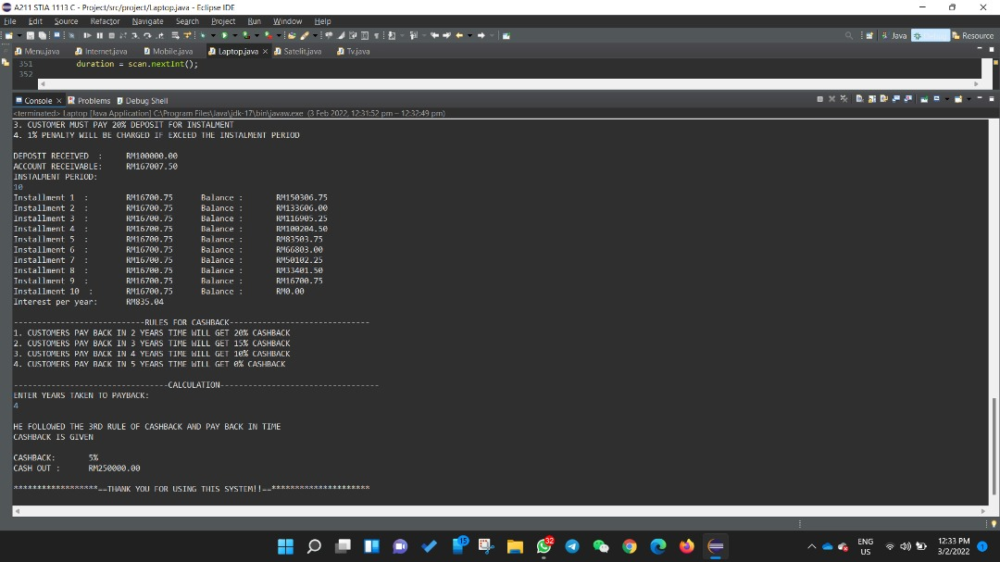 A211 STIA 1113 C - Project/src/project/Laptop.java - Eclipse IDE
File Edit Source Refactor Navigate Search Project Run Window Help
Java Resource
Menu.java Internet.java Mobile.java Laptop.java Satelit.java Tv.java
351 duration = scan.nextInt();
352
Console Problems Debug Shell
<terminated> Laptop [Java Application] C:\Program Files\Java\jdk-17\bin\javaw.exe (3 Feb 2022, 12:31:52 pm – 12:32:49 pm)
3. CUSTOMER MUST PAY 20% DEPOSIT FOR INSTALMENT
4. 1% PENALTY WILL BE CHARGED IF EXCEED THE INSTALMENT PERIOD
DEPOSIT RECEIVED : RM100000.00
ACCOUNT RECEIVABLE: RM167007.50
INSTALMENT PERIOD:
10
Installment 1 : RM16700.75 Balance : RM150306.75
Installment 2 : RM16700.75 Balance : RM133606.00
Installment 3 : RM16700.75 Balance : RM116905.25
Installment 4 : RM16700.75 Balance : RM100204.50
Installment 5 : RM16700.75 Balance : RM83503.75
Installment 6 : RM16700.75 Balance : RM66803.00
Installment 7 : RM16700.75 Balance : RM50102.25
Installment 8 : RM16700.75 Balance : RM33401.50
Installment 9 : RM16700.75 Balance : RM16700.75
Installment 10 : RM16700.75 Balance : RM0.00
Interest per year: RM835.04
----------------------------RULES FOR CASHBACK------------------------------
1. CUSTOMERS PAY BACK IN 2 YEARS TIME WILL GET 20% CASHBACK
2. CUSTOMERS PAY BACK IN 3 YEARS TIME WILL GET 15% CASHBACK
3. CUSTOMERS PAY BACK IN 4 YEARS TIME WILL GET 10% CASHBACK
4. CUSTOMERS PAY BACK IN 5 YEARS TIME WILL GET 0% CASHBACK
---------------------------------CALCULATION----------------------------------
ENTER YEARS TAKEN TO PAYBACK:
4
HE FOLLOWED THE 3RD RULE OF CASHBACK AND PAY BACK IN TIME
CASHBACK IS GIVEN
CASHBACK: 5%
CASH OUT : RM250000.00
******************==THANK YOU FOR USING THIS SYSTEM!!==*********************
15 32
ENG
US
12:33 PM
3/2/2022
1